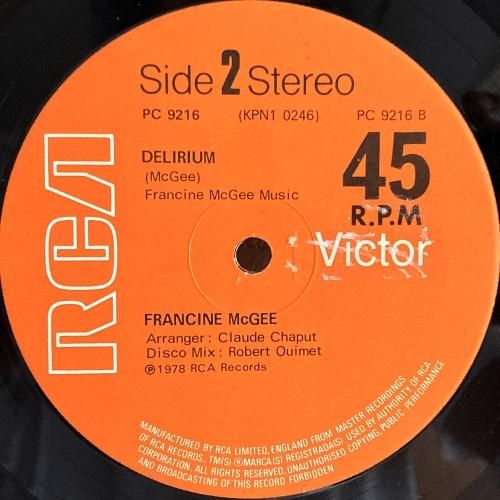 Side 2 Stereo
PC 9216 (KPN1 0246) PC 9216 B
DELIRIUM
(McGee)
Francine McGee Music
45
R.P.M
RCA
Victor
FRANCINE McGEE
Arranger : Claude Chaput
Disco Mix : Robert Ouimet
℗1978 RCA Records
MANUFACTURED BY RCA LIMITED, ENGLAND FROM MASTER RECORDINGS
OF RCA RECORDS, TM(S) ® MARCA(S) REGISTRADA(S) USED BY AUTHORITY OF RCA
CORPORATION. ALL RIGHTS RESERVED. UNAUTHORISED COPYING, PUBLIC PERFORMANCE
AND BROADCASTING OF THIS RECORD FORBIDDEN